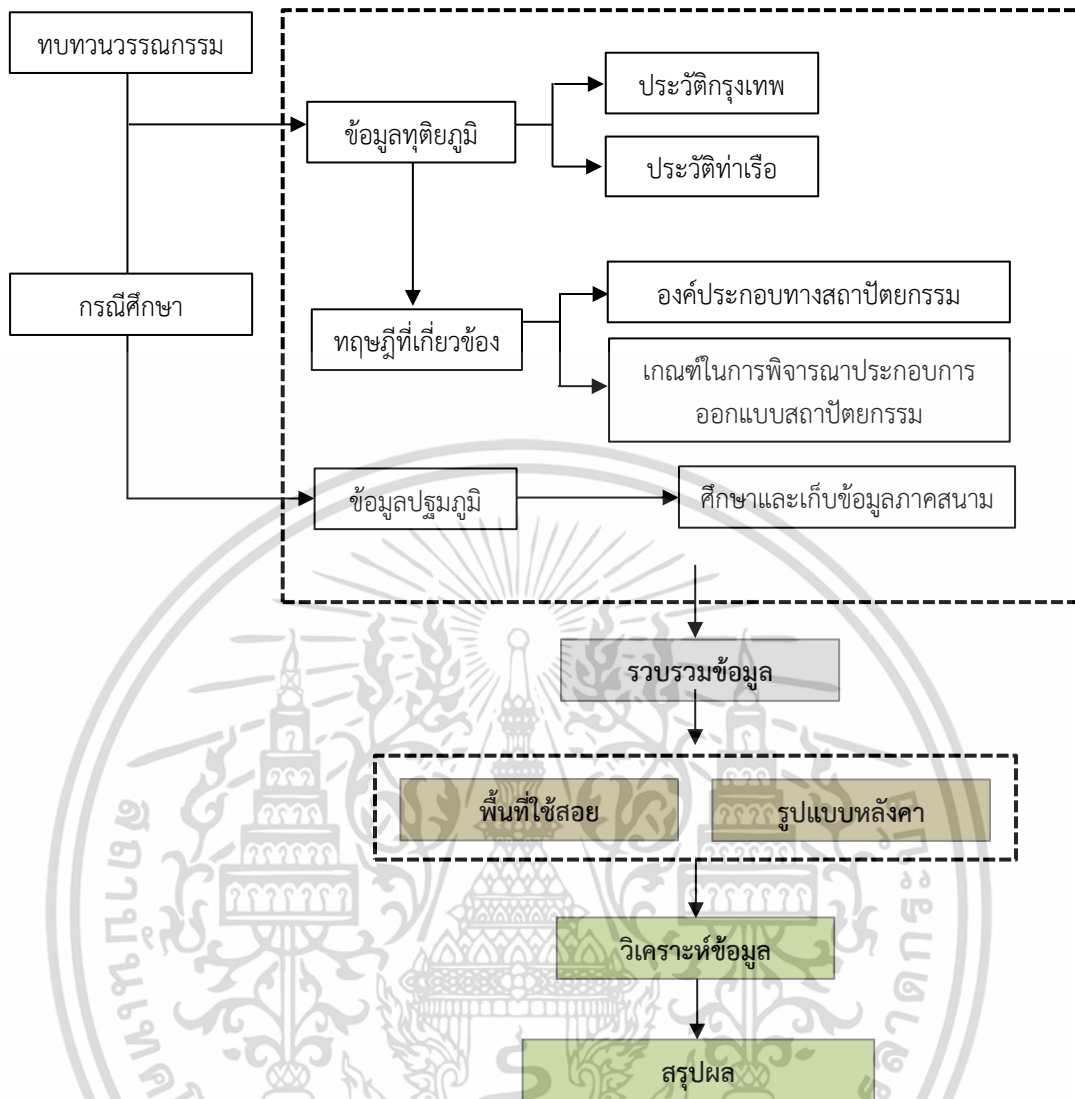 ทบทวนวรรณกรรม
ประวัติกรุงเทพ
ข้อมูลทุติยภูมิ
ประวัติท่าเรือ
กรณีศึกษา
องค์ประกอบทางสถาปัตยกรรม
ทฤษฎีที่เกี่ยวข้อง
เกณฑ์ในการพิจารณาประกอบการ
ออกแบบสถาปัตยกรรม
ข้อมูลปฐมภูมิ
ศึกษาและเก็บข้อมูลภาคสนาม
รวบรวมข้อมูล
พื้นที่ใช้สอย
รูปแบบหลังคา
วิเคราะห์ข้อมูล
สรุปผล